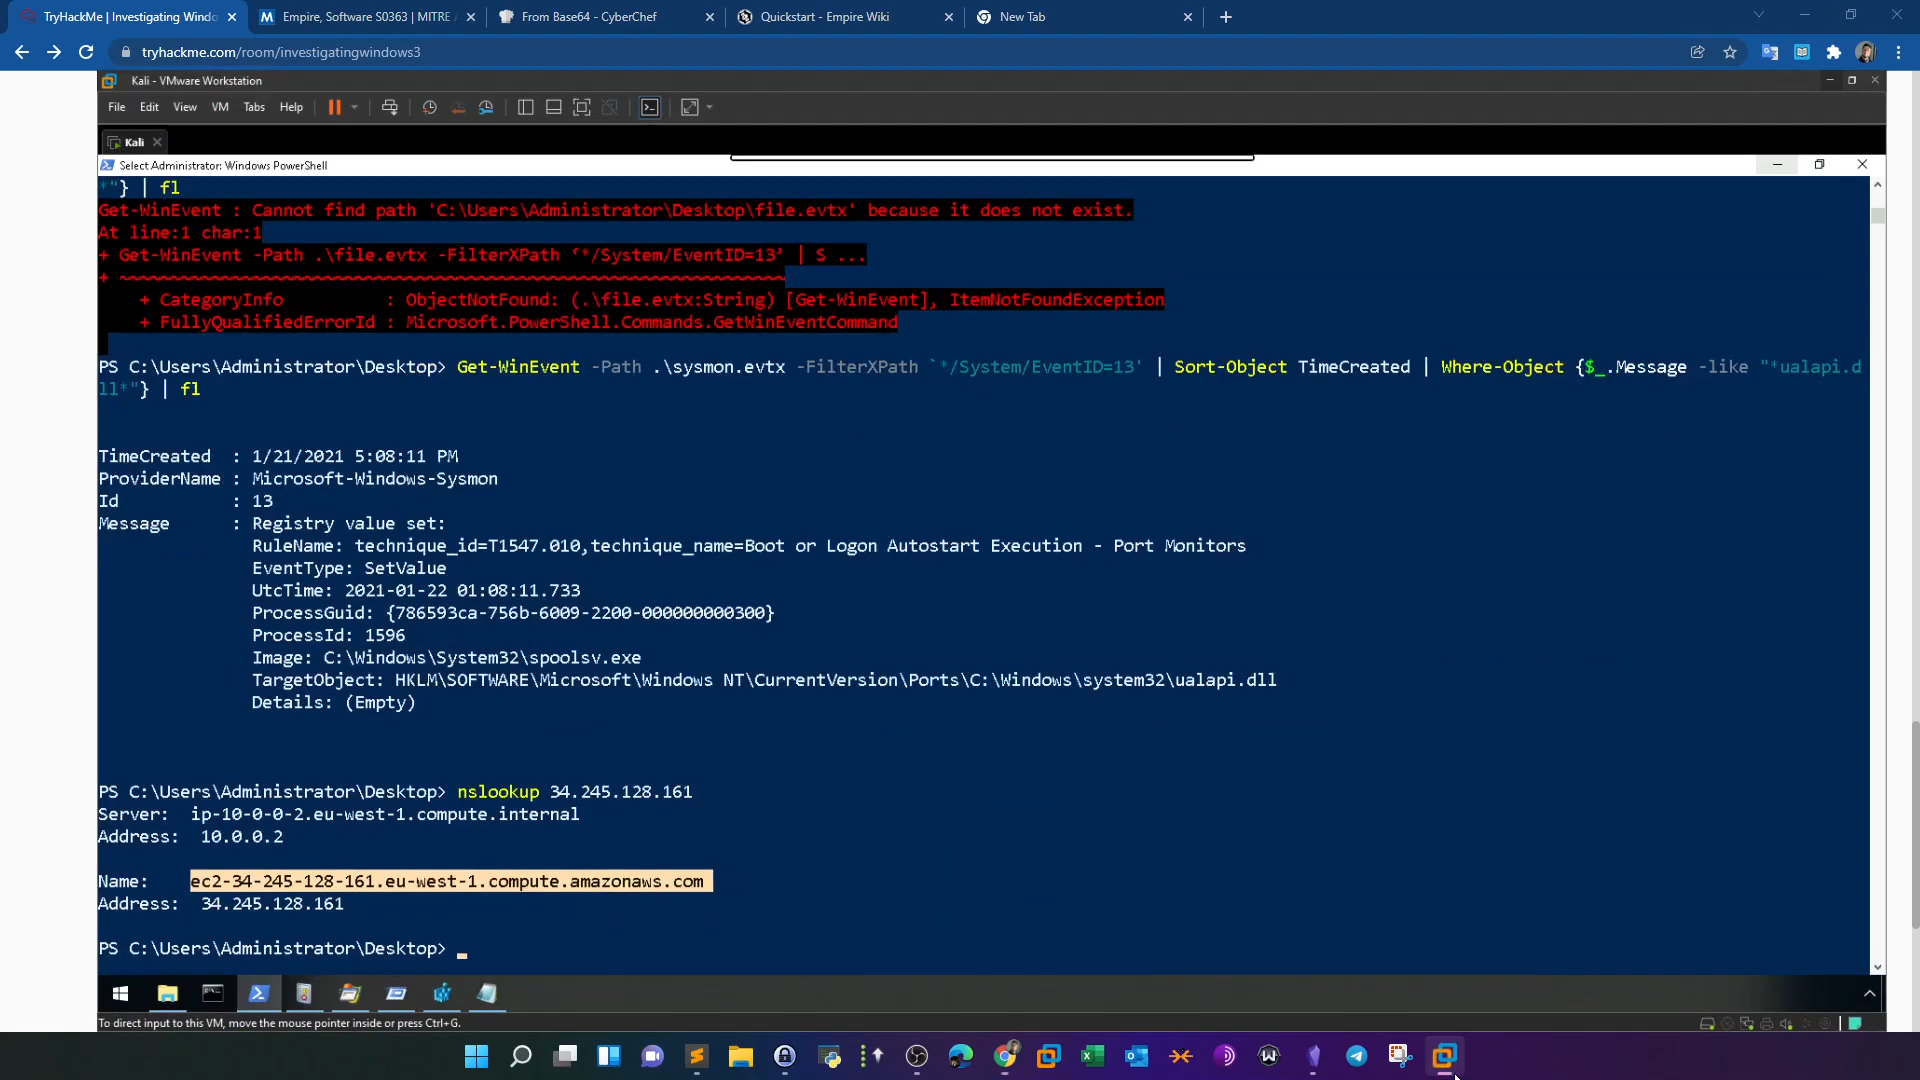 TryHackMe | Investigating Windo
Empire, Software S0363 | MITRE A
From Base64 - CyberChef
Quickstart - Empire Wiki
New Tab
tryhackme.com/room/investigatingwindows3
Kali - VMware Workstation
File Edit View VM Tabs Help
Kali
Select Administrator: Windows PowerShell
*"} | fl
Get-WinEvent : Cannot find path 'C:\Users\Administrator\Desktop\file.evtx' because it does not exist.
At line:1 char:1
+ Get-WinEvent -Path .\file.evtx -FilterXPath ‘*/System/EventID=13’ | S ...
+ ~~~~~~~~~~~~~~~~~~~~~~~~~~~~~~~~~~~~~~~~~~~~~~~~~~~~~~~~~~~~~~~~~
+ CategoryInfo : ObjectNotFound: (.\file.evtx:String) [Get-WinEvent], ItemNotFoundException
+ FullyQualifiedErrorId : Microsoft.PowerShell.Commands.GetWinEventCommand
PS C:\Users\Administrator\Desktop> Get-WinEvent -Path .\sysmon.evtx -FilterXPath ‘*/System/EventID=13' | Sort-Object TimeCreated | Where-Object {$_.Message -like "*ualapi.d
ll*"} | fl
TimeCreated : 1/21/2021 5:08:11 PM
ProviderName : Microsoft-Windows-Sysmon
Id : 13
Message : Registry value set:
RuleName: technique_id=T1547.010,technique_name=Boot or Logon Autostart Execution - Port Monitors
EventType: SetValue
UtcTime: 2021-01-22 01:08:11.733
ProcessGuid: {786593ca-756b-6009-2200-000000000300}
ProcessId: 1596
Image: C:\Windows\System32\spoolsv.exe
TargetObject: HKLM\SOFTWARE\Microsoft\Windows NT\CurrentVersion\Ports\C:\Windows\system32\ualapi.dll
Details: (Empty)
PS C:\Users\Administrator\Desktop> nslookup 34.245.128.161
Server: ip-10-0-0-2.eu-west-1.compute.internal
Address: 10.0.0.2
Name: ec2-34-245-128-161.eu-west-1.compute.amazonaws.com
Address: 34.245.128.161
PS C:\Users\Administrator\Desktop> _
To direct input to this VM, move the mouse pointer inside or press Ctrl+G.